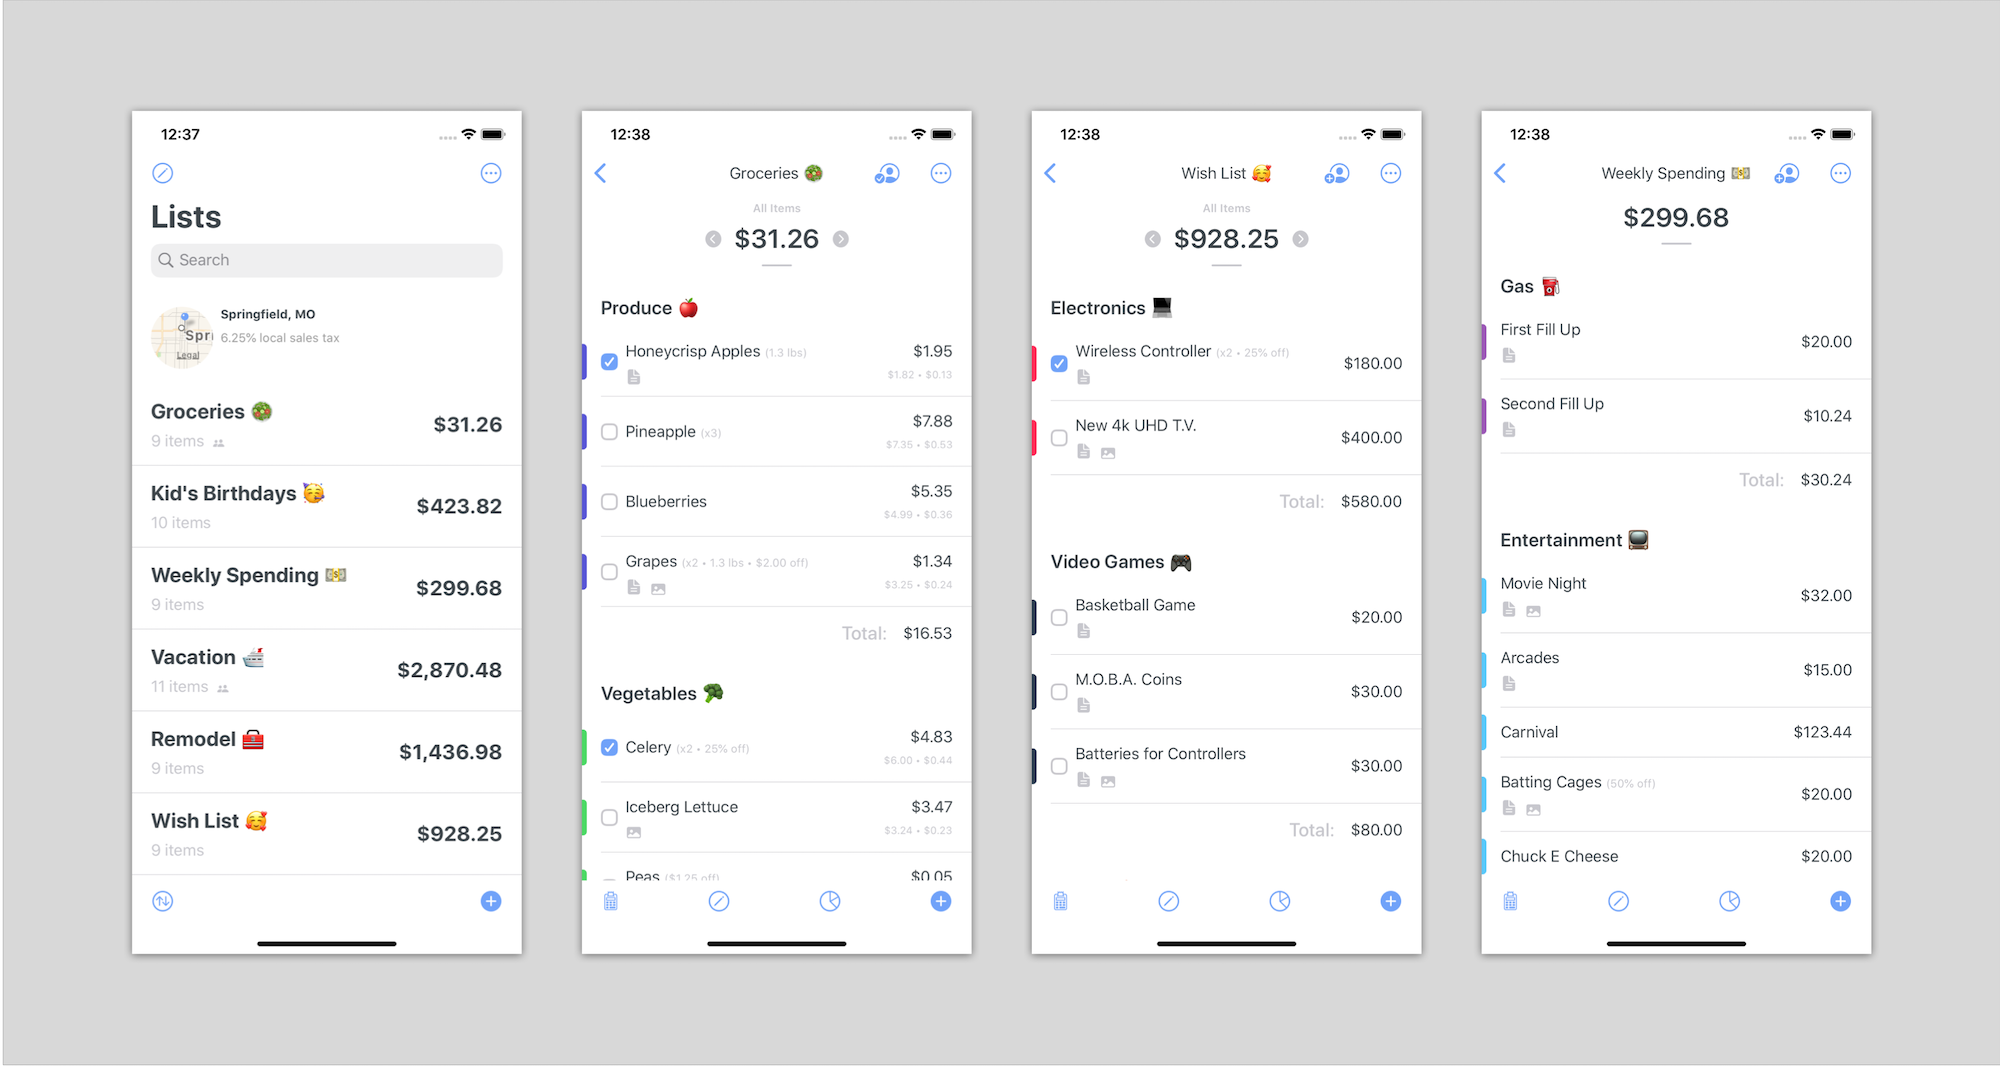 12:37
Lists
Search
Springfield, MO
Spri
6.25% local sales tax
Legal
Groceries
$31.26
9 items
Kid's Birthdays
$423.82
10 items
Weekly Spending
$299.68
9 items
Vacation
$2,870.48
11 items
Remodel
$1,436.98
9 items
Wish List
$928.25
9 items
12:38
Groceries
All Items
$31.26
Produce
Honeycrisp Apples (1.3 lbs) $1.95
$1.82 • $0.13
Pineapple (x3) $7.88
$7.35 • $0.53
Blueberries $5.35
$4.99 • $0.36
Grapes (x2 • 1.3 lbs • $2.00 off) $1.34
$3.25 • $0.24
Total: $16.53
Vegetables
Celery (x2 • 25% off) $4.83
$6.00 • $0.44
Iceberg Lettuce $3.47
$3.24 • $0.23
Peas ($1.25 off) $0.05
12:38
Wish List
All Items
$928.25
Electronics
Wireless Controller (x2 • 25% off) $180.00
New 4k UHD T.V. $400.00
Total: $580.00
Video Games
Basketball Game $20.00
M.O.B.A. Coins $30.00
Batteries for Controllers $30.00
Total: $80.00
12:38
Weekly Spending
$299.68
Gas
First Fill Up $20.00
Second Fill Up $10.24
Total: $30.24
Entertainment
Movie Night $32.00
Arcades $15.00
Carnival $123.44
Batting Cages (50% off) $20.00
Chuck E Cheese $20.00